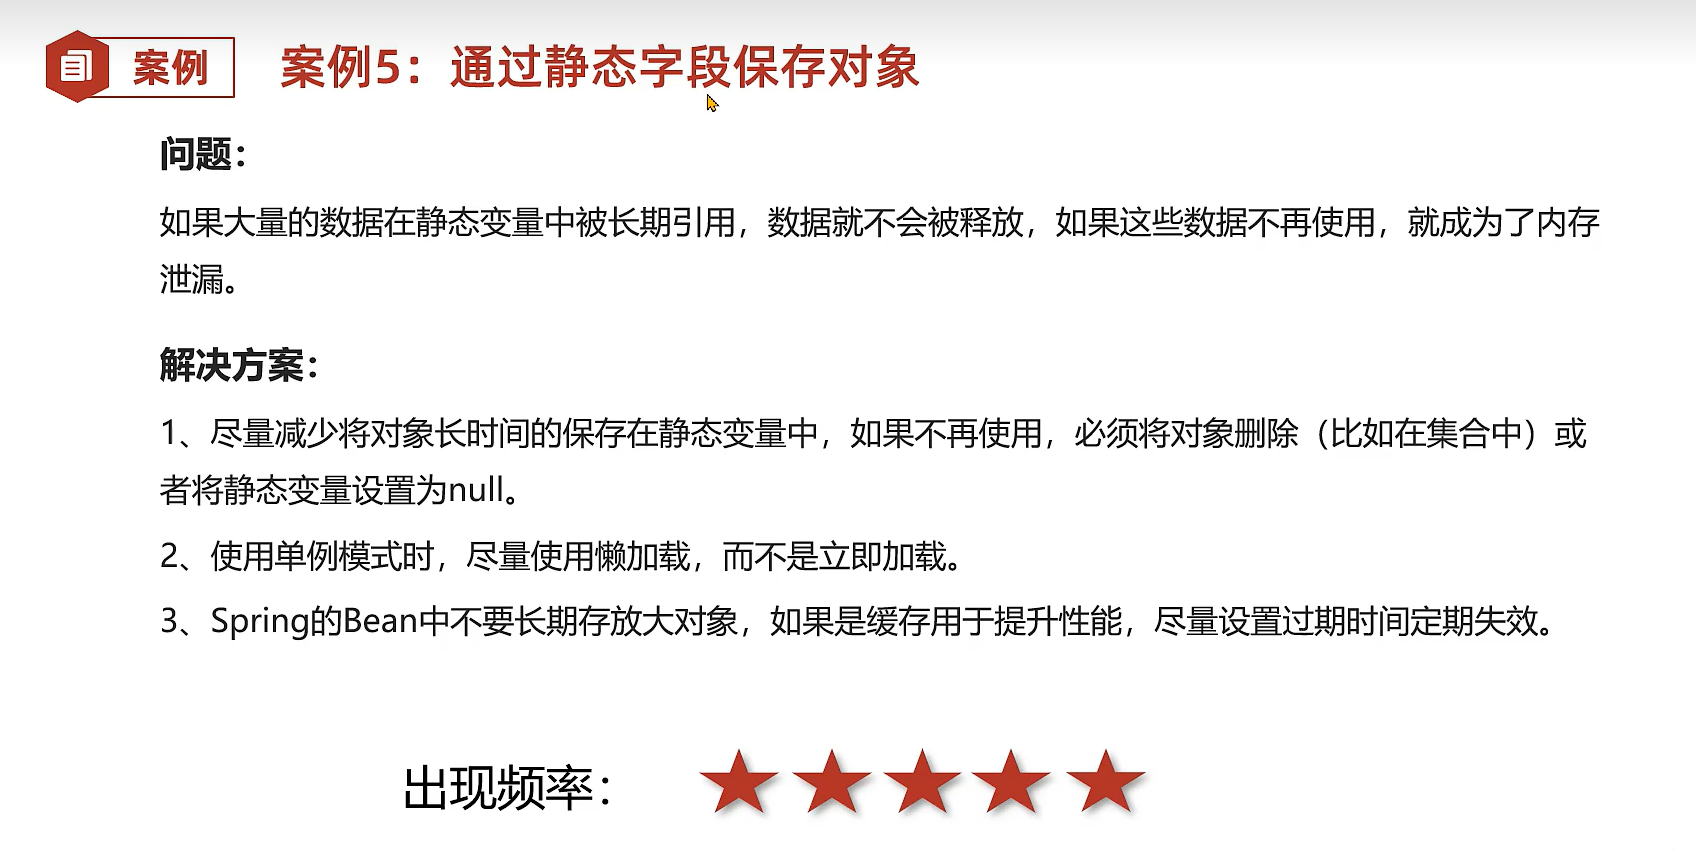 案例
案例5：通过静态字段保存对象
问题：
如果大量的数据在静态变量中被长期引用，数据就不会被释放，如果这些数据不再使用，就成为了内存
泄漏。
解决方案：
1、尽量减少将对象长时间的保存在静态变量中，如果不再使用，必须将对象删除（比如在集合中）或
者将静态变量设置为null。
2、使用单例模式时，尽量使用懒加载，而不是立即加载。
3、Spring的Bean中不要长期存放大对象，如果是缓存用于提升性能，尽量设置过期时间定期失效。
出现频率：